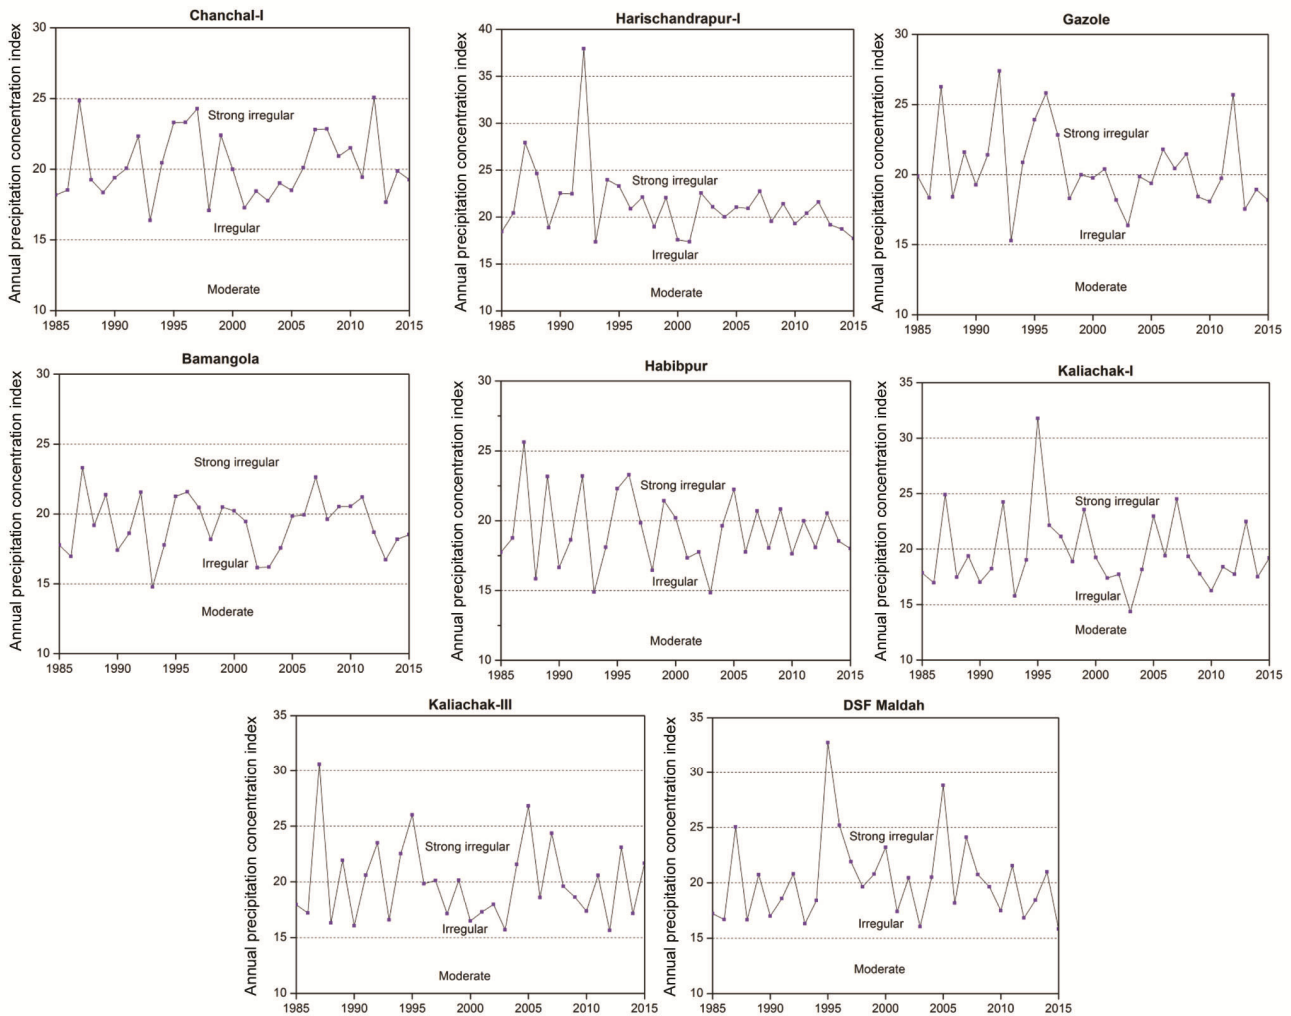 Chanchal-I
Annual precipitation concentration index
30
25
20
15
10
Strong irregular
Irregular
Moderate
1985 1990 1995 2000 2005 2010 2015
Harischandrapur-I
Annual precipitation concentration index
40
35
30
25
20
15
10
Strong irregular
Irregular
Moderate
1985 1990 1995 2000 2005 2010 2015
Gazole
Annual precipitation concentration index
30
25
20
15
10
Strong irregular
Irregular
Moderate
1985 1990 1995 2000 2005 2010 2015
Bamangola
Annual precipitation concentration index
30
25
20
15
10
Strong irregular
Irregular
Moderate
1985 1990 1995 2000 2005 2010 2015
Habibpur
Annual precipitation concentration index
30
25
20
15
10
Strong irregular
Irregular
Moderate
1985 1990 1995 2000 2005 2010 2015
Kaliachak-I
Annual precipitation concentration index
35
30
25
20
15
10
Strong irregular
Irregular
Moderate
1985 1990 1995 2000 2005 2010 2015
Kaliachak-III
Annual precipitation concentration index
35
30
25
20
15
10
Strong irregular
Irregular
Moderate
1985 1990 1995 2000 2005 2010 2015
DSF Maldah
Annual precipitation concentration index
35
30
25
20
15
10
Strong irregular
Irregular
Moderate
1985 1990 1995 2000 2005 2010 2015